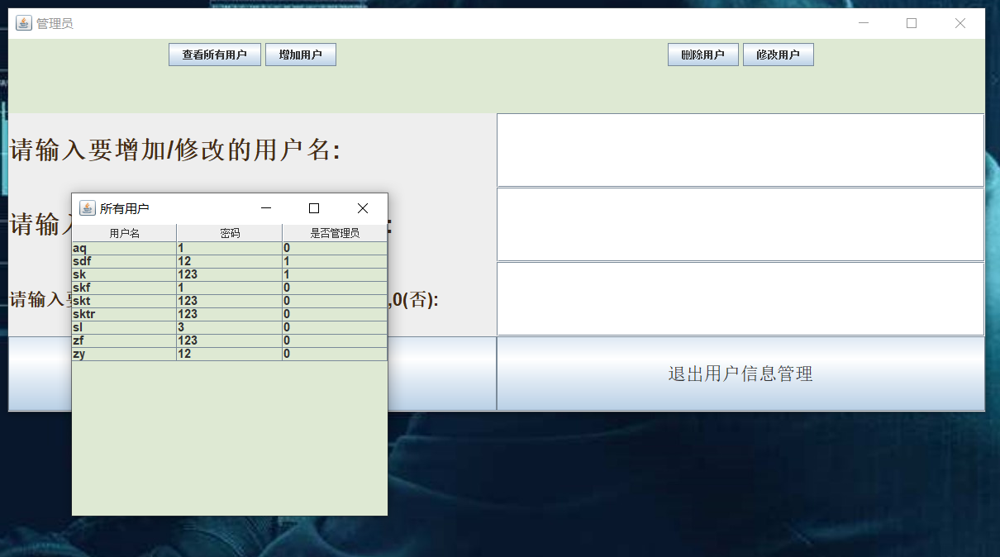 管理员
查看所有用户 增加用户 删除用户 修改用户
请输入要增加/修改的用户名:
请输入 :
请输入 ,0(否):
退出用户信息管理
所有用户
用户名 密码 是否管理员
aq 1 0
sdf 12 1
sk 123 1
skf 1 0
skt 123 0
sktr 123 0
sl 3 0
zf 123 0
zy 12 0